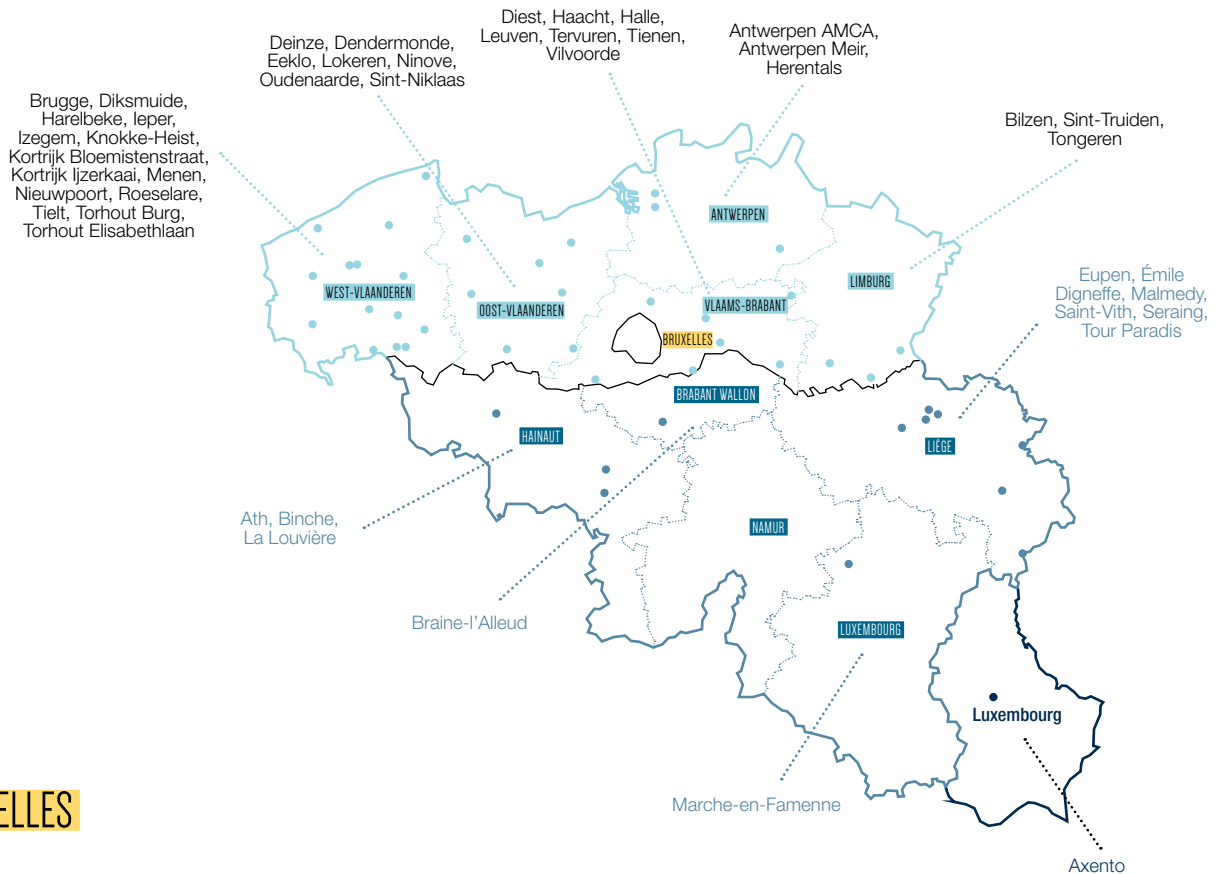 Diest, Haacht, Halle,
Leuven, Tervuren, Tienen,
Vilvoorde
Antwerpen AMCA,
Antwerpen Meir,
Herentals
Deinze, Dendermonde,
Eeklo, Lokeren, Ninove,
Oudenaarde, Sint-Niklaas
Brugge, Diksmuide,
Harelbeke, Ieper,
Izegem, Knokke-Heist,
Kortrijk Bloemistenstraat,
Kortrijk Ijzerkaai, Menen,
Nieuwpoort, Roeselare,
Tielt, Torhout Burg,
Torhout Elisabethlaan
Bilzen, Sint-Truiden,
Tongeren
ANTWERPEN
LIMBURG
WEST-VLAANDEREN
OOST-VLAANDEREN
VLAAMS-BRABANT
BRUXELLES
Eupen, Émile
Digneffe, Malmedy,
Saint-Vith, Seraing,
Tour Paradis
BRABANT WALLON
HAINAUT
LIÈGE
Ath, Binche,
La Louvière
NAMUR
Braine-l'Alleud
LUXEMBOURG
Luxembourg
Marche-en-Famenne
ELLES
Axento